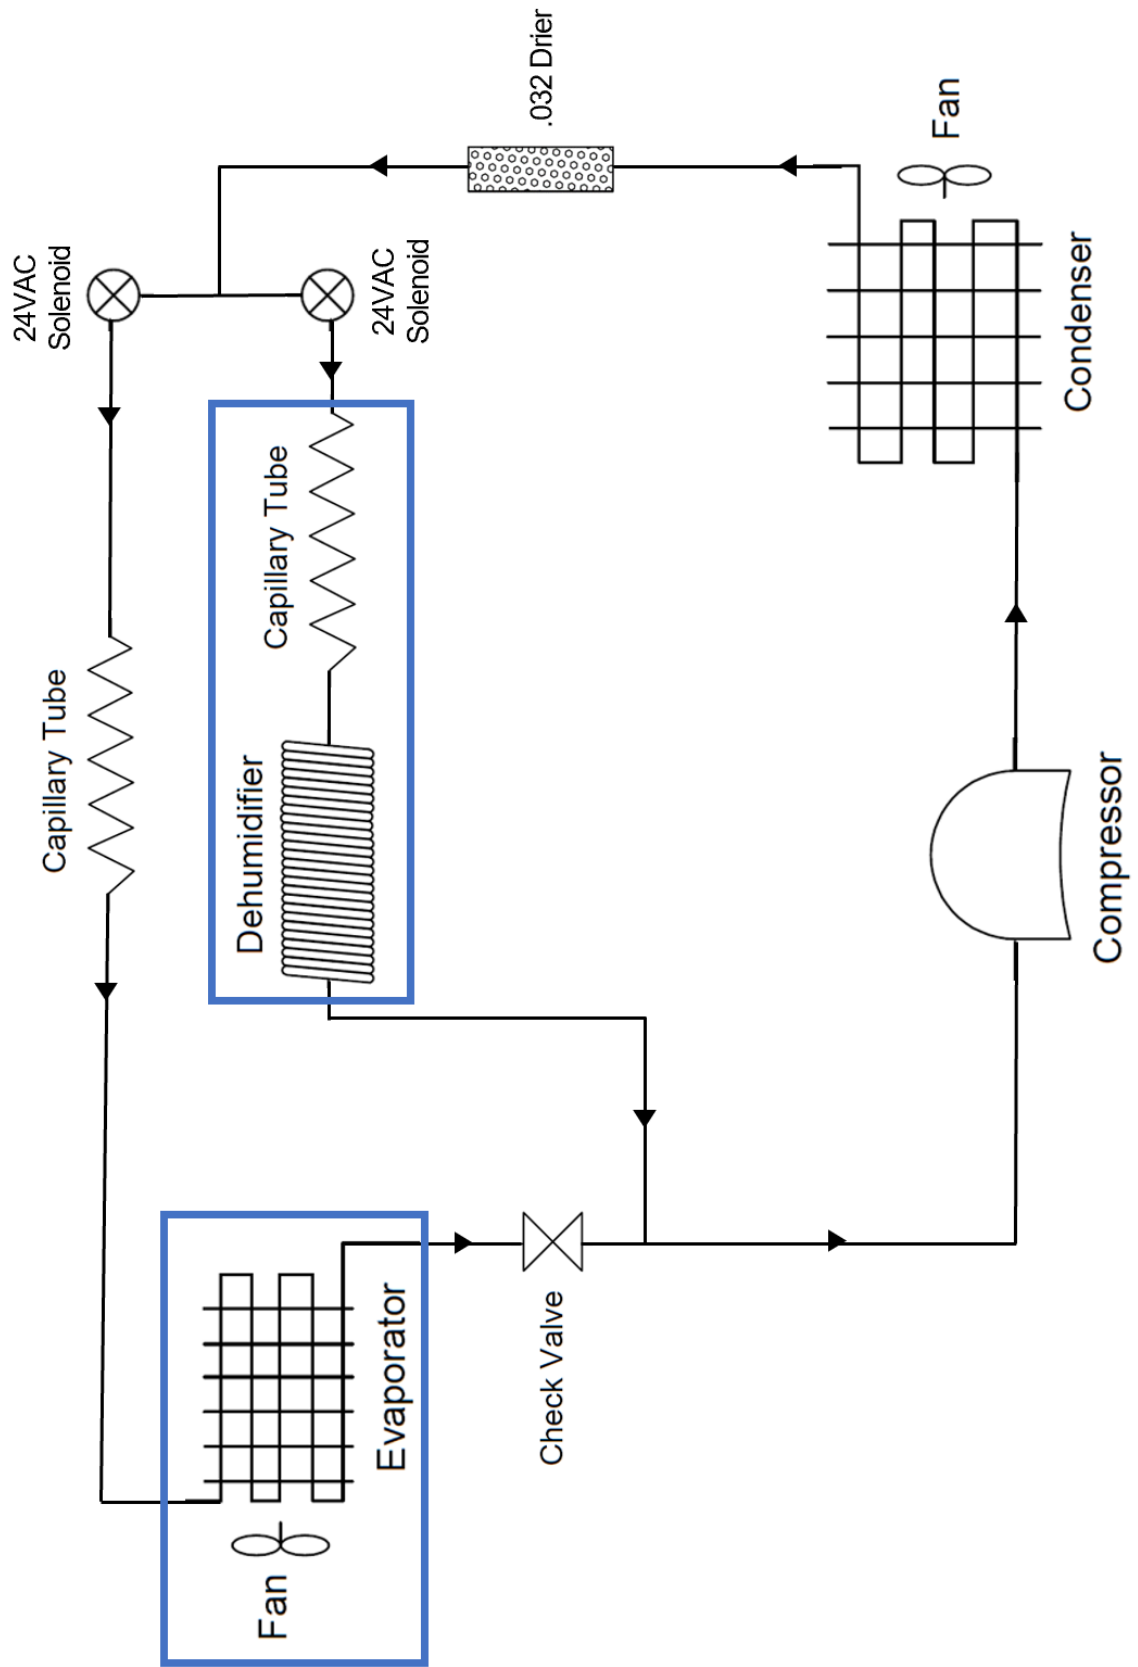 .032 Drier
Fan
24VAC
Solenoid
24VAC
Solenoid
Condenser
Capillary Tube
Capillary Tube
Dehumidifier
Compressor
Evaporator
Check Valve
Fan